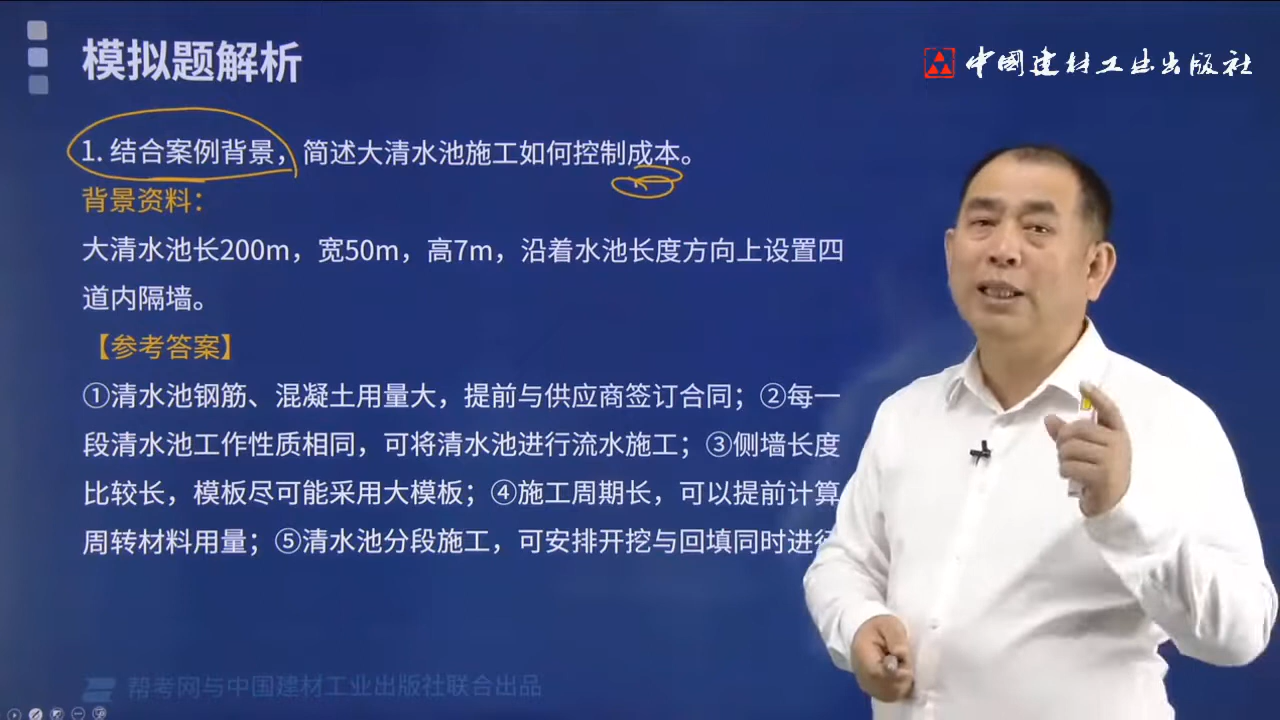 模拟题解析
中国建材工业出版社
1. 结合案例背景，简述大清水池施工如何控制成本。
背景资料：
大清水池长200m，宽50m，高7m，沿着水池长度方向上设置四
道内隔墙。
【参考答案】
①清水池钢筋、混凝土用量大，提前与供应商签订合同；②每一
段清水池工作性质相同，可将清水池进行流水施工；③侧墙长度
比较长，模板尽可能采用大模板；④施工周期长，可以提前计算
周转材料用量；⑤清水池分段施工，可安排开挖与回填同时进行
帮考网与中国建材工业出版社联合出品